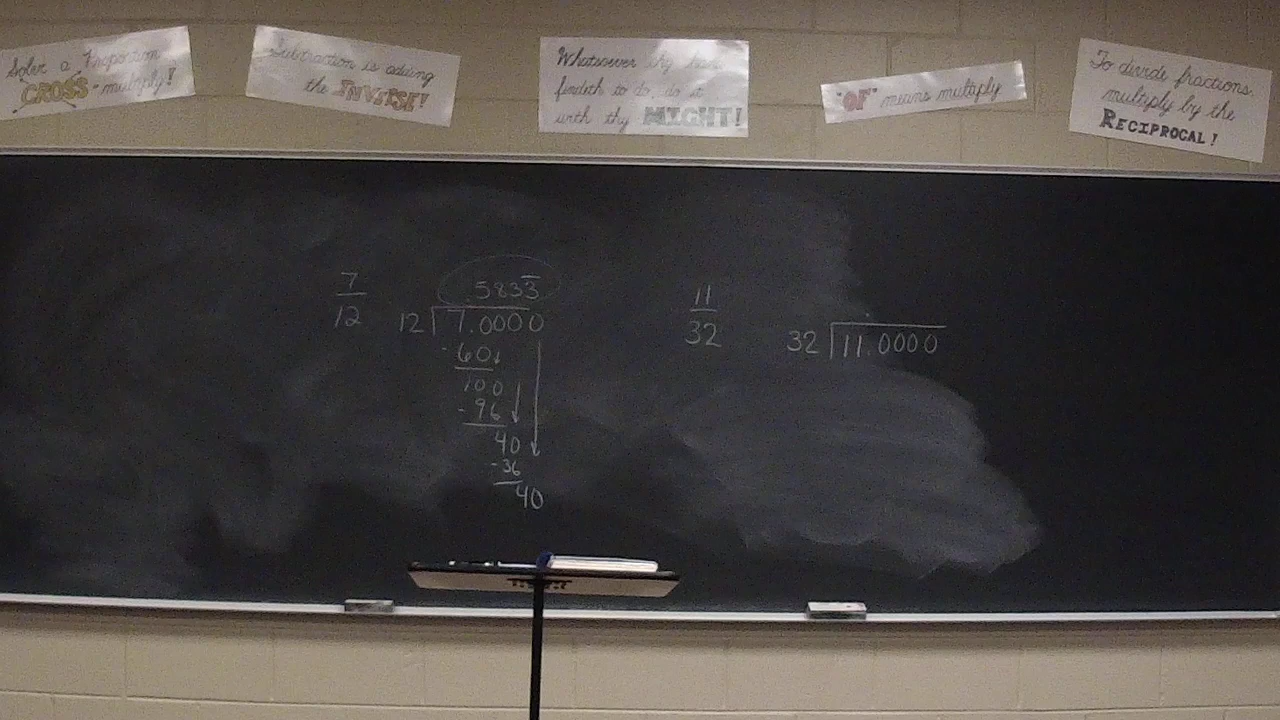 Solve a Proportion
CROSS-multiply!
Subtraction is adding
the INVERSE!
Whatsoever thy hand
findeth to do, do it
with thy MIGHT!
"OF" means multiply
To divide fractions,
multiply by the
RECIPROCAL!
7
12
.5833̅
12 7.0000
-60
100
-96
40
-36
40
11
32
32 11.0000